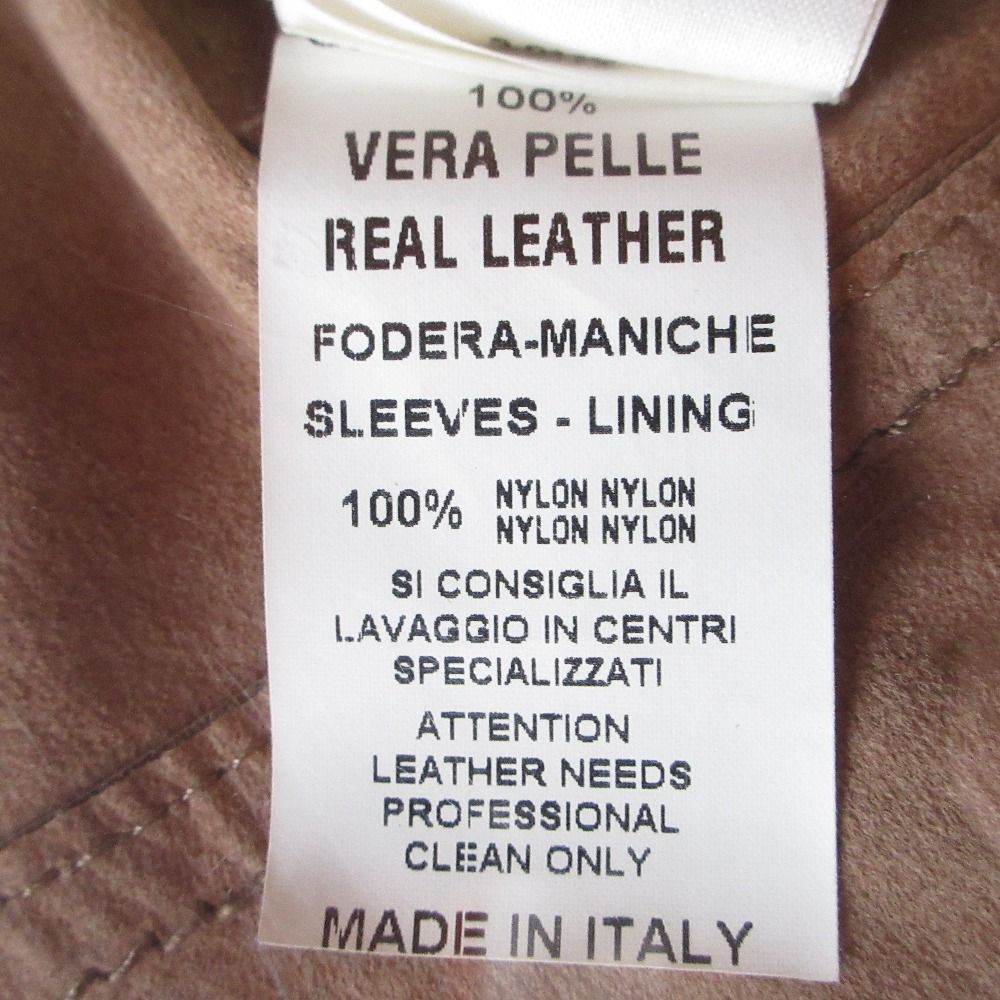 100%
VERA PELLE
REAL LEATHER
FODERA-MANICHE
SLEEVES - LINING
100% NYLON NYLON
NYLON NYLON
SI CONSIGLIA IL
LAVAGGIO IN CENTRI
SPECIALIZZATI
ATTENTION
LEATHER NEEDS
PROFESSIONAL
CLEAN ONLY
MADE IN ITALY